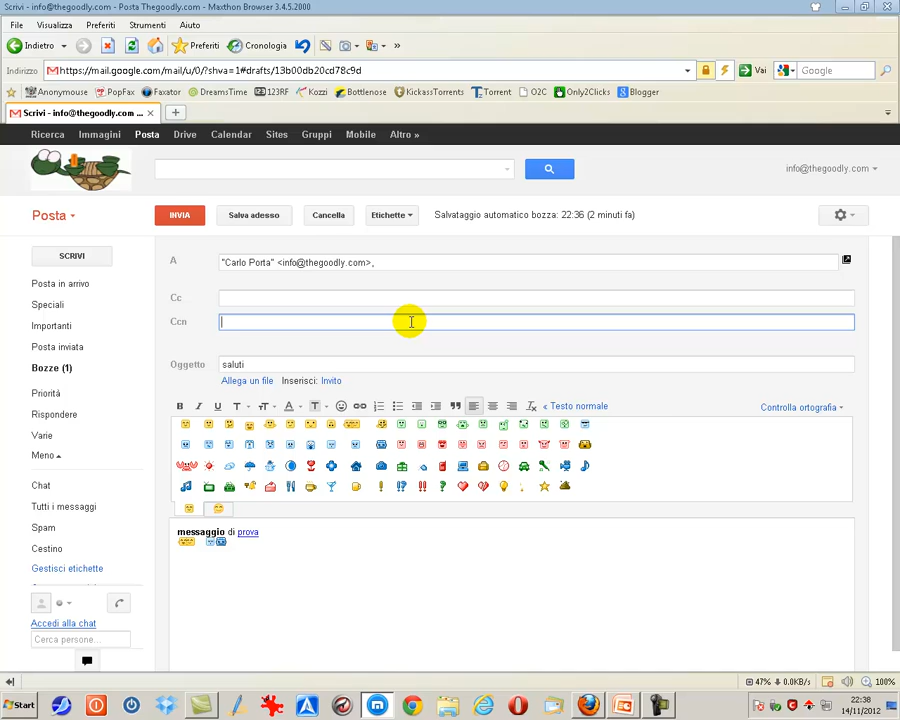 Scrivi - info@thegoodly.com - Posta Thegoodly.com - Maxthon Browser 3.4.5.2000
File Visualizza Preferiti Strumenti Aiuto
Indietro Preferiti Cronologia »
Indirizzo https://mail.google.com/mail/u/0/?shva=1#drafts/13b00db20cd78c9d Vai Google
Anonymouse PopFax Faxator DreamsTime 123RF Kozzi Bottlenose KickassTorrents Torrent O2C Only2Clicks Blogger
Scrivi - info@thegoodly.com ... × +
Ricerca Immagini Posta Drive Calendar Sites Gruppi Mobile Altro »
info@thegoodly.com
Posta INVIA Salva adesso Cancella Etichette Salvataggio automatico bozza: 22:36 (2 minuti fa)
SCRIVI
Posta in arrivo
Speciali
Importanti
Posta inviata
Bozze (1)
Priorità
Rispondere
Varie
Meno
Chat
Tutti i messaggi
Spam
Cestino
Gestisci etichette
Accedi alla chat
Cerca persone...
A "Carlo Porta" <info@thegoodly.com>,
Cc
Ccn
Oggetto saluti
Allega un file Inserisci: Invito
B I U T T A T « Testo normale Controlla ortografia
messaggio di prova
47% 0.0KB/s 100%
Start 22:38
14/11/2012